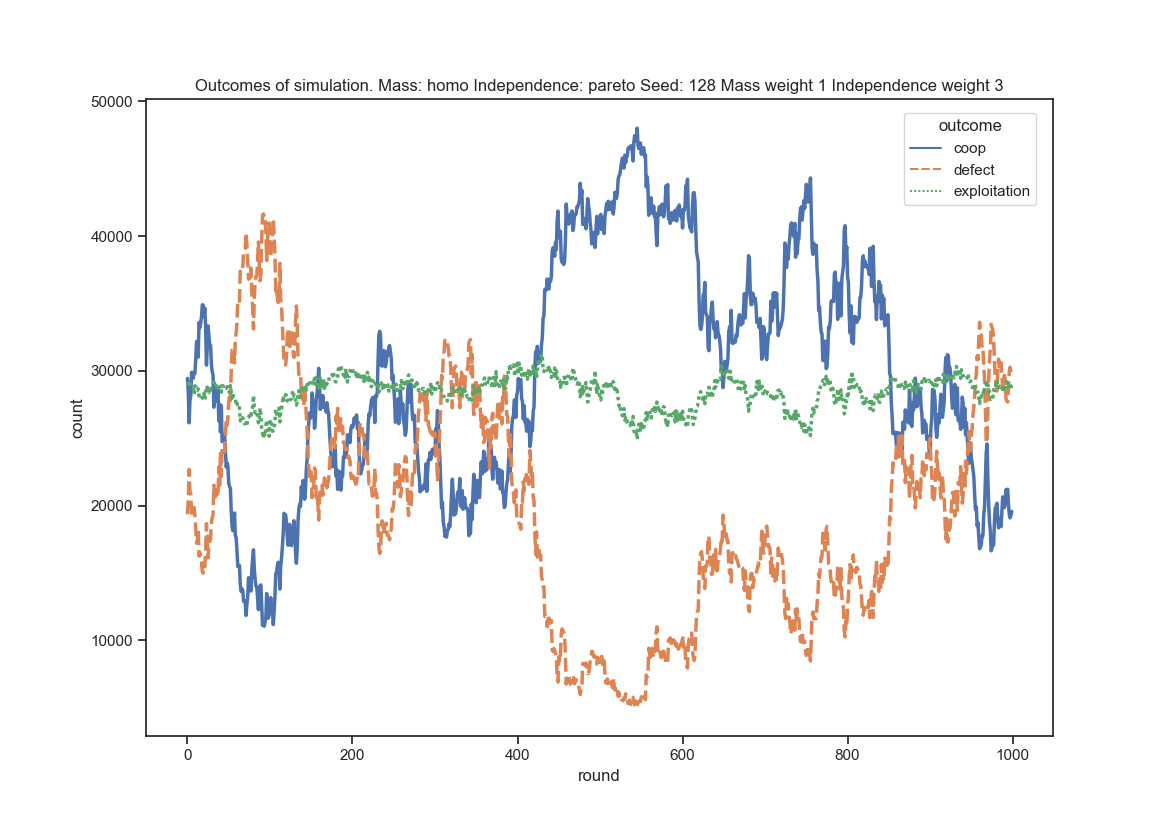 Outcomes of simulation. Mass: homo Independence: pareto Seed: 128 Mass weight 1 Independence weight 3
50000
40000
30000
20000
10000
count
outcome
coop
defect
exploitation
0
200
400
600
800
1000
round